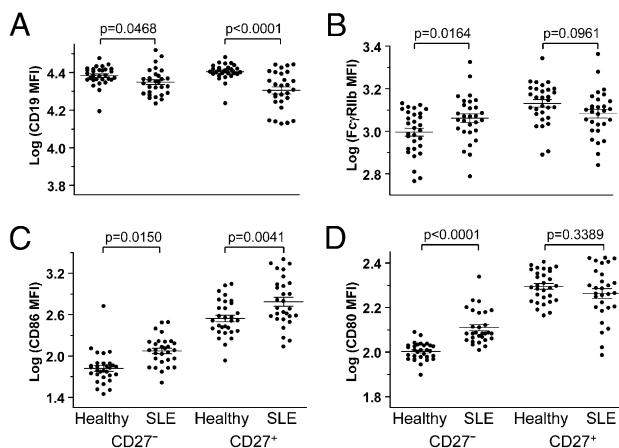 A
p=0.0468
p<0.0001
Log (CD19 MFI)
4.4
4.2
4.0
3.8
B
p=0.0164
p=0.0961
Log (FcγRIIb MFI)
3.4
3.2
3.0
2.8
C
p=0.0150
p=0.0041
Log (CD86 MFI)
3.2
2.6
2.0
1.4
Healthy SLE Healthy SLE
CD27⁻ CD27⁺
D
p<0.0001
p=0.3389
Log (CD80 MFI)
2.4
2.2
2.0
1.8
Healthy SLE Healthy SLE
CD27⁻ CD27⁺